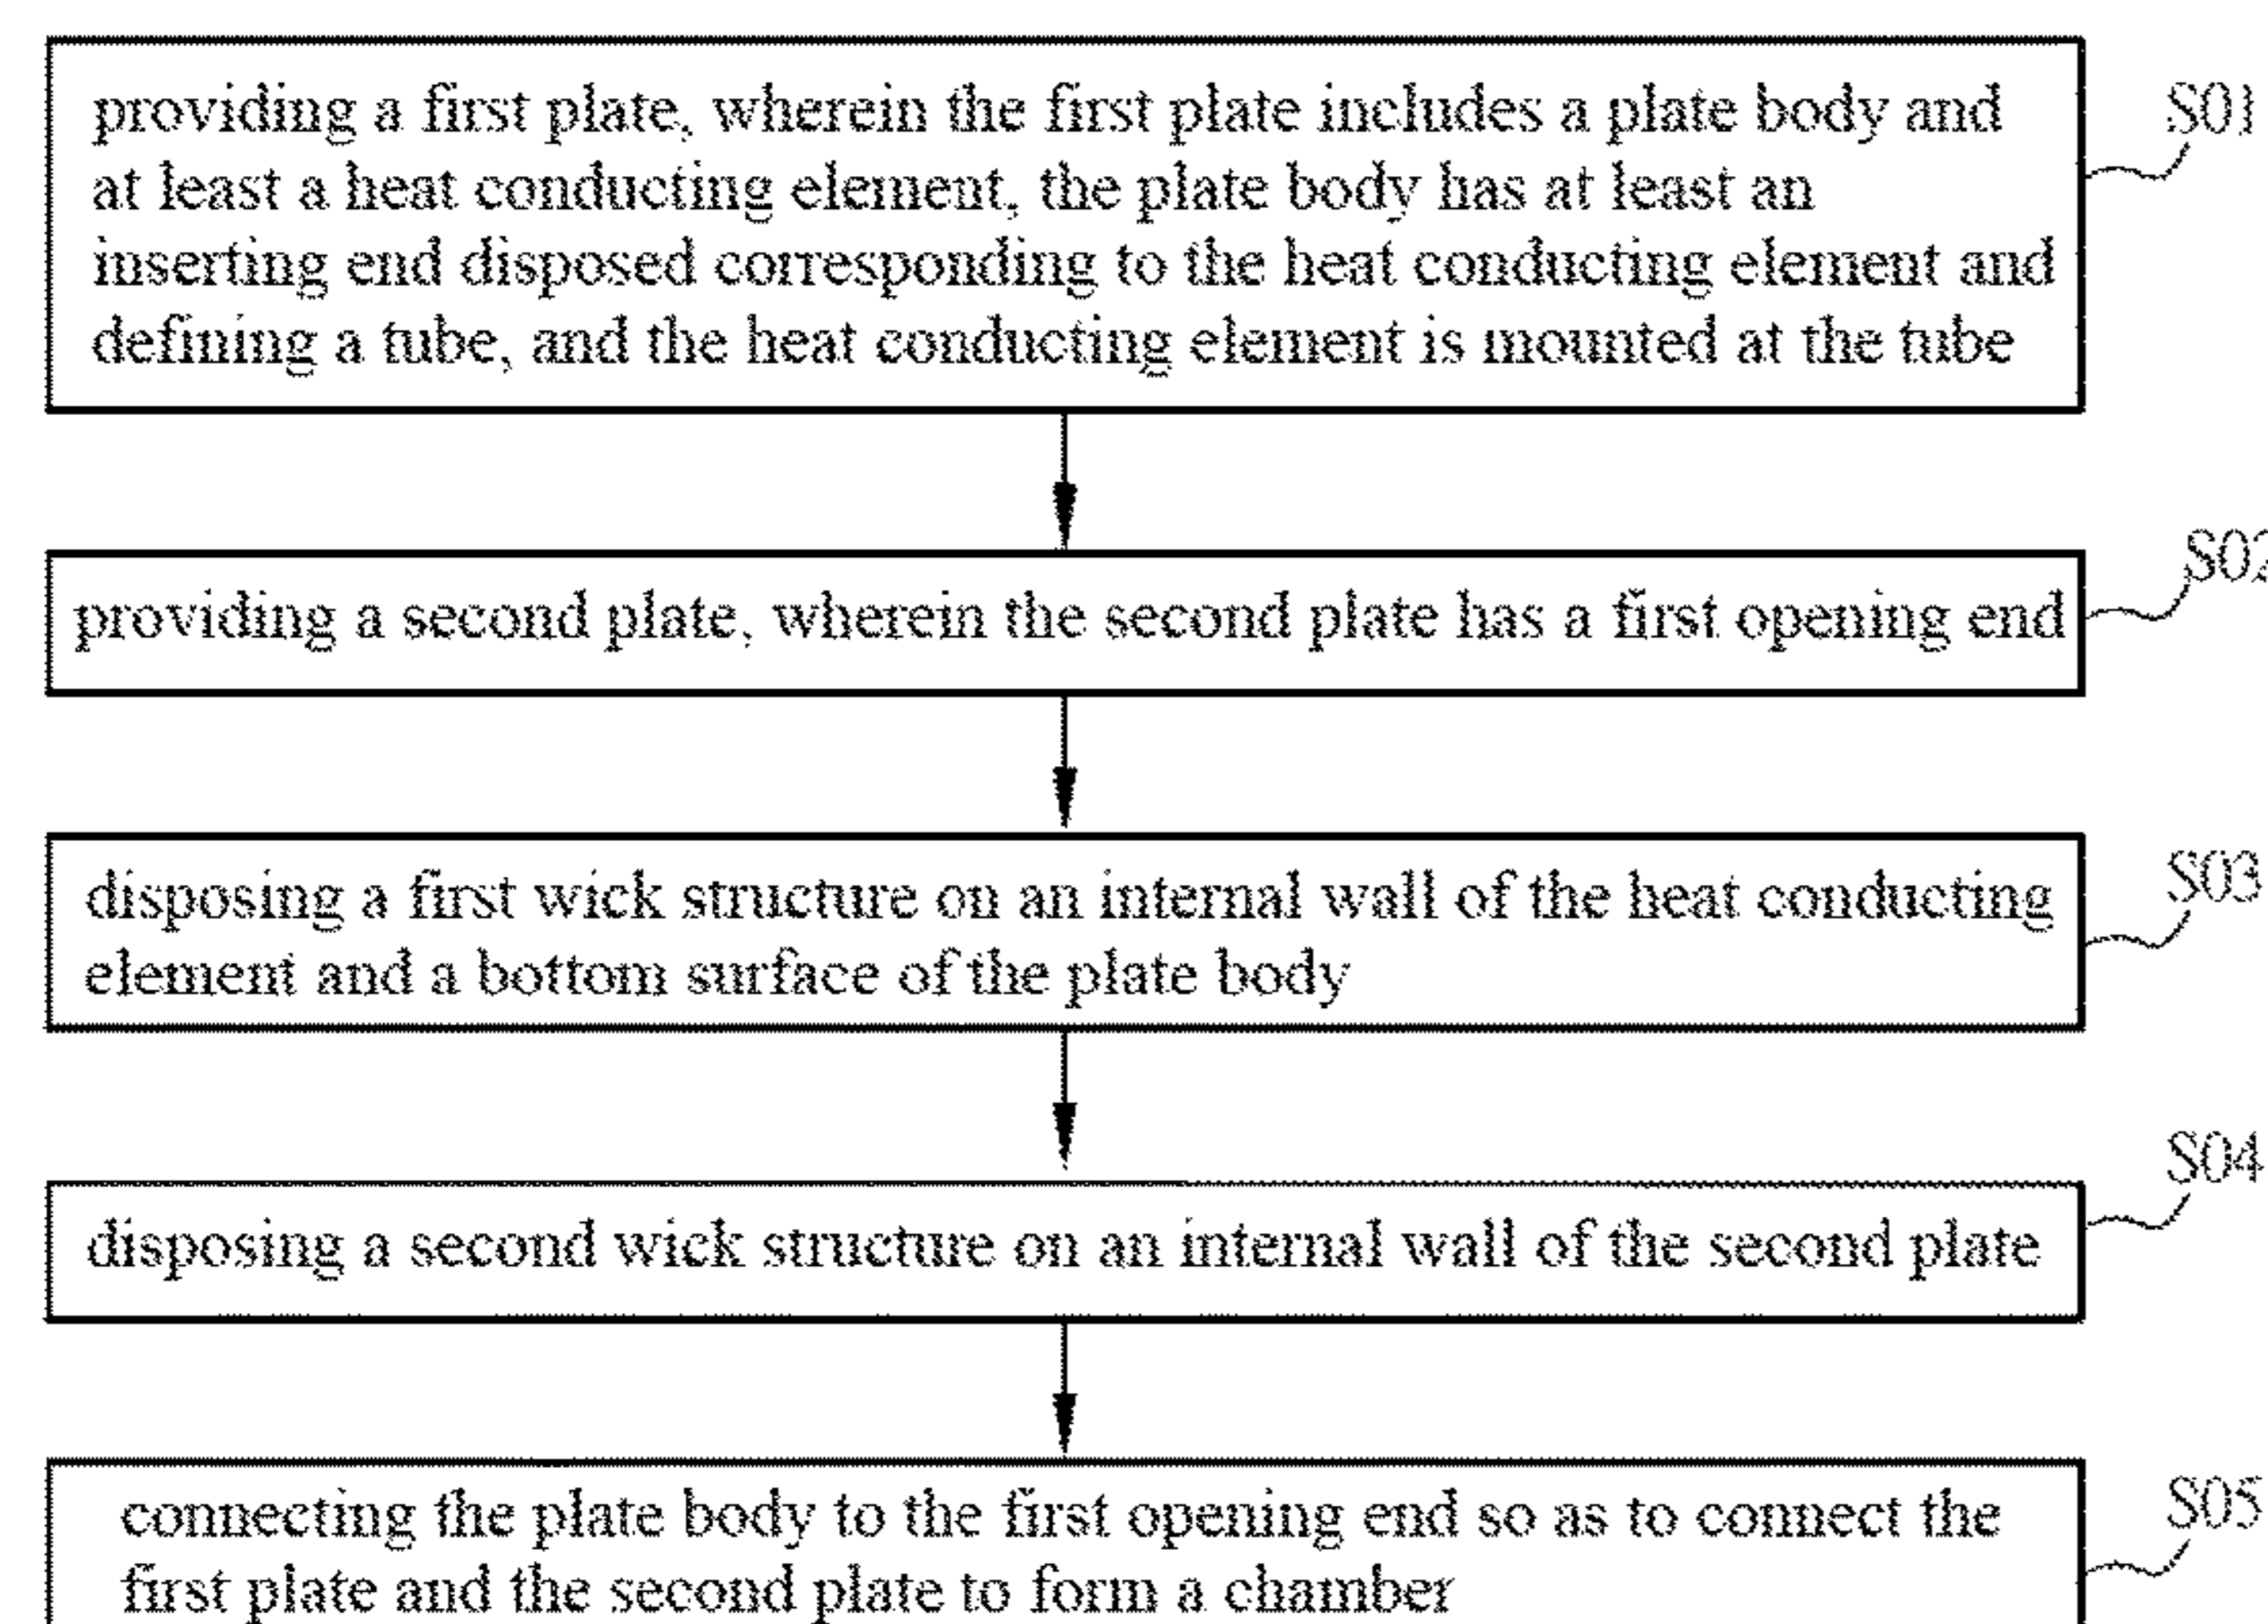 providing a first plate, wherein the first plate includes a plate body and
at least a heat conducting element, the plate body has at least an
inserting end disposed corresponding to the heat conducting element and
defining a tube, and the heat conducting element is mounted at the tube
S01
providing a second plate, wherein the second plate has a first opening end
S02
disposing a first wick structure on an internal wall of the heat conducting
element and a bottom surface of the plate body
S03
disposing a second wick structure on an internal wall of the second plate
S04
connecting the plate body to the first opening end so as to connect the
first plate and the second plate to form a chamber
S05